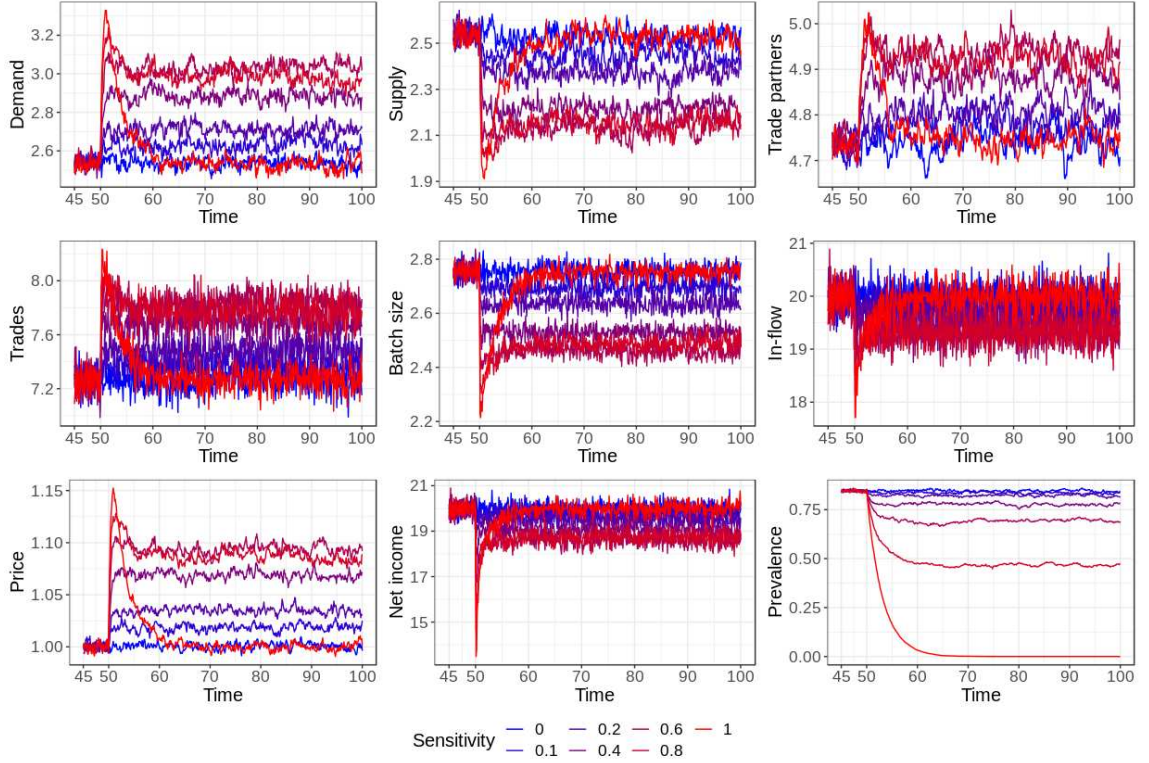 Demand
3.2
3.0
2.8
2.6
45 50 60 70 80 90 100
Time
Supply
2.5
2.3
2.1
1.9
45 50 60 70 80 90 100
Time
Trade partners
5.0
4.9
4.8
4.7
45 50 60 70 80 90 100
Time
Trades
8.0
7.6
7.2
45 50 60 70 80 90 100
Time
Batch size
2.8
2.6
2.4
2.2
45 50 60 70 80 90 100
Time
In-flow
21
20
19
18
45 50 60 70 80 90 100
Time
Price
1.15
1.10
1.05
1.00
45 50 60 70 80 90 100
Time
Net income
21
19
17
15
45 50 60 70 80 90 100
Time
Prevalence
0.75
0.50
0.25
0.00
45 50 60 70 80 90 100
Time
Sensitivity
0 0.2 0.6 1
0.1 0.4 0.8